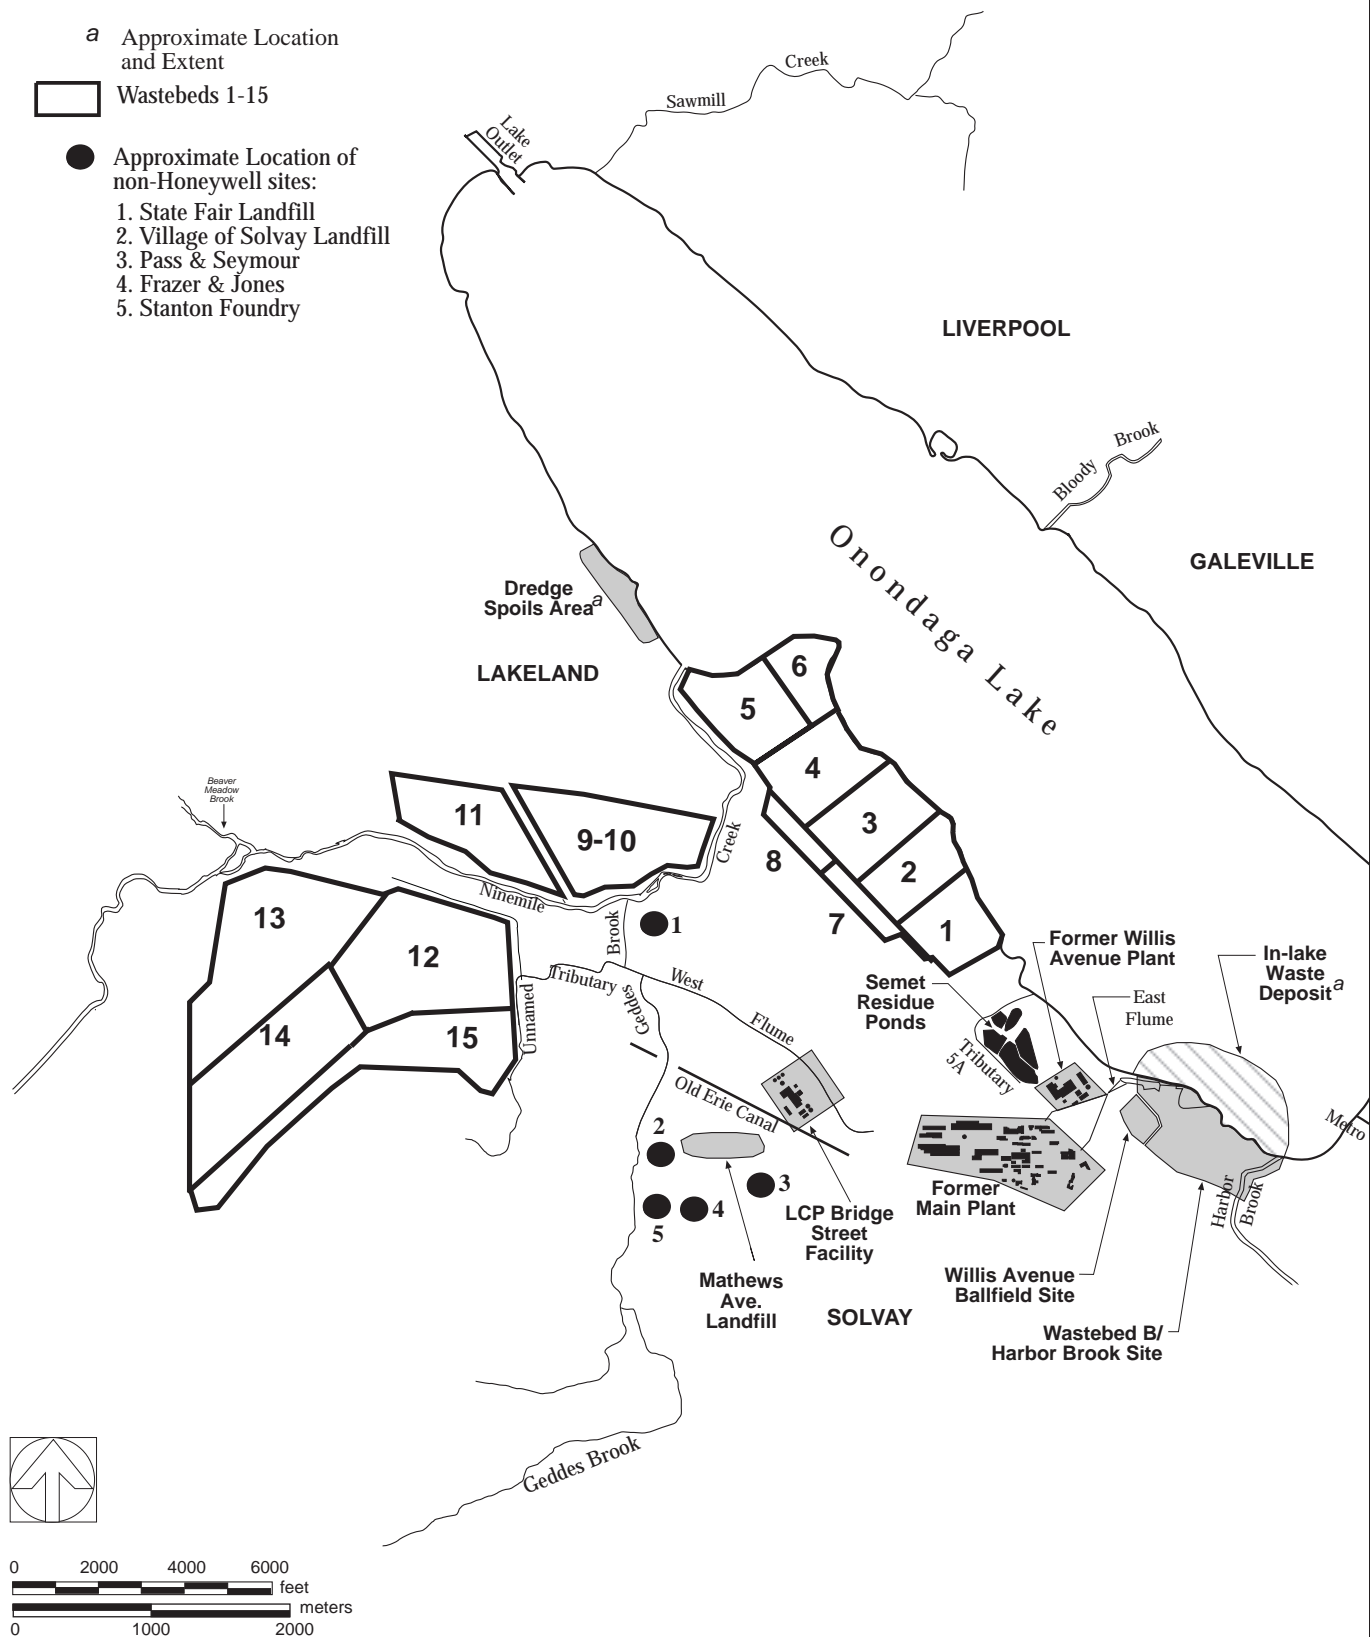 a Approximate Location
and Extent
Wastebeds 1-15
Approximate Location of
non-Honeywell sites:
1. State Fair Landfill
2. Village of Solvay Landfill
3. Pass & Seymour
4. Frazer & Jones
5. Stanton Foundry
Lake
Outlet
Sawmill
Creek
LIVERPOOL
Bloody
Brook
GALEVILLE
Onondaga Lake
Dredge
Spoils Area a
LAKELAND
6
5
4
3
2
1
8
7
11
9-10
Beaver
Meadow
Brook
Ninemile
Creek
13
12
14
15
Brook
1
Tributary
Unnamed
Geddes
West
Flume
Semet
Residue
Ponds
Former Willis
Avenue Plant
East
Flume
In-lake
Waste
Deposit a
Tributary
5A
Old Erie Canal
Metro
2
3
4
5
LCP Bridge
Street
Facility
Former
Main Plant
Harbor
Brook
Mathews
Ave.
Landfill
SOLVAY
Willis Avenue
Ballfield Site
Wastebed B/
Harbor Brook Site
Geddes Brook
0 2000 4000 6000
feet
meters
0 1000 2000